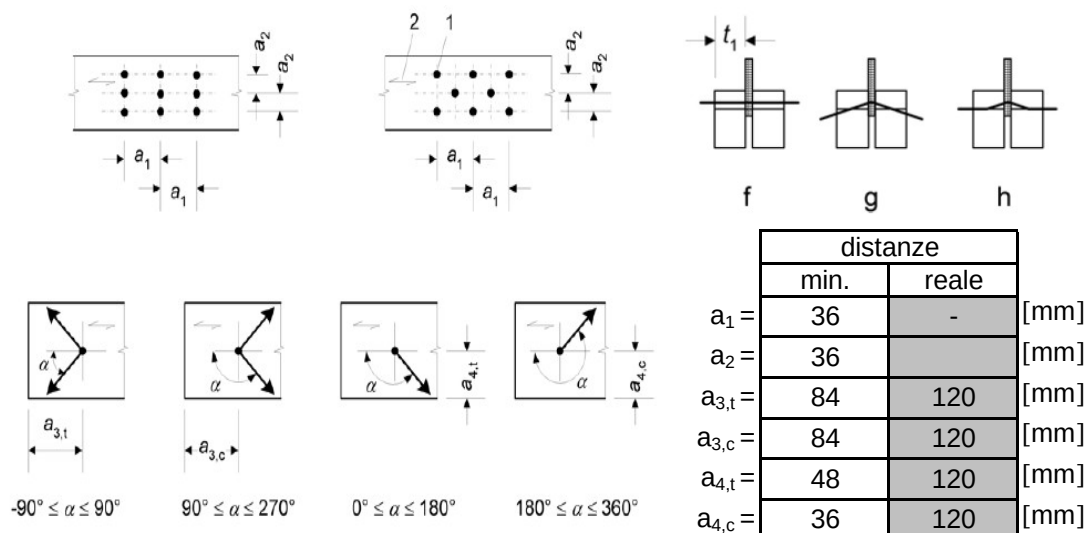 2 1
a2 a2 a2 a2
a1 a1
a1 a1
t1
f g h
distanze
min. reale
a1 = 36 - [mm]
a2 = 36 [mm]
a3,t = 84 120 [mm]
a3,c = 84 120 [mm]
a4,t = 48 120 [mm]
a4,c = 36 120 [mm]
α α α α
a4,t a4,c
a3,t a3,c
-90° ≤ α ≤ 90° 90° ≤ α ≤ 270° 0° ≤ α ≤ 180° 180° ≤ α ≤ 360°